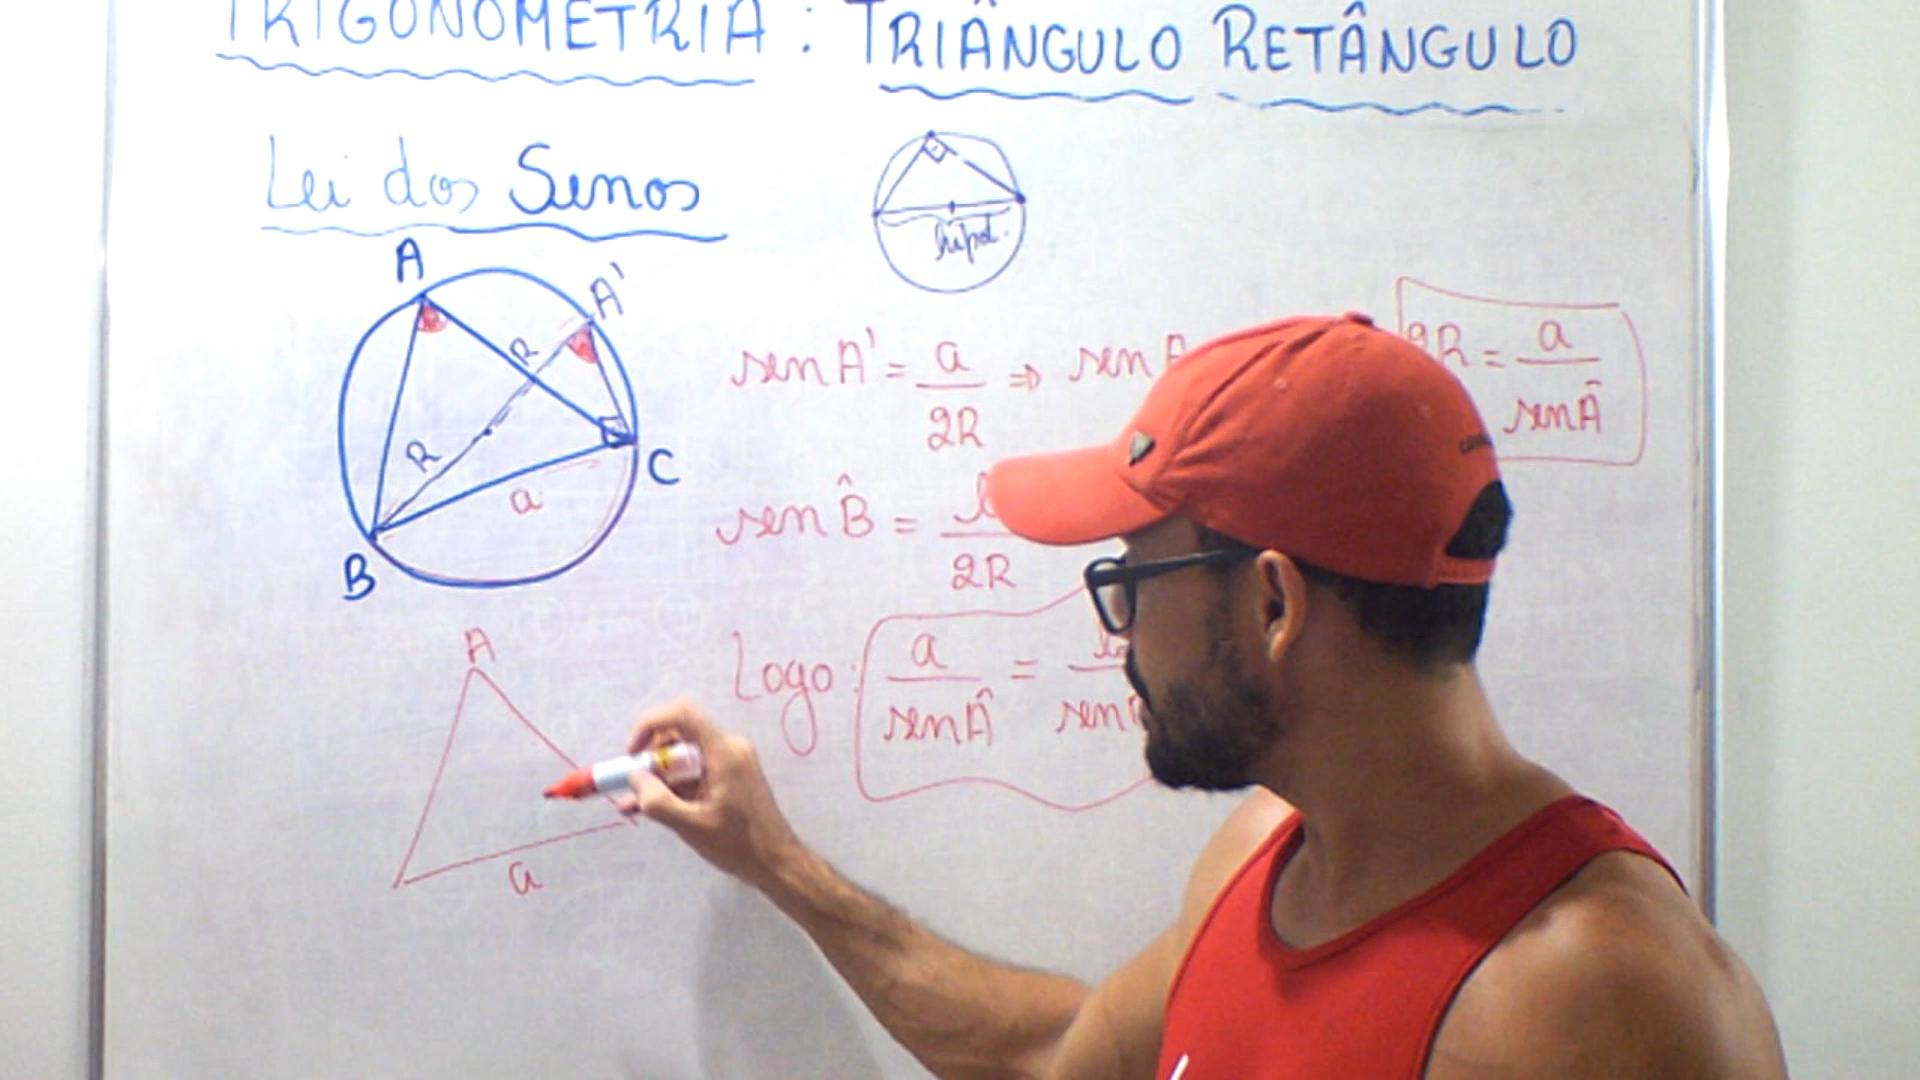 TRIGONOMETRIA : TRIÂNGULO RETÂNGULO
Lei dos Senos
hipot.
A
A'
R
R
a
B
C
sen A' = a/2R ⇒ sen A
2R = a/sen Â
sen B̂ = b/2R
Logo: a/sen Â = b/sen
A
a